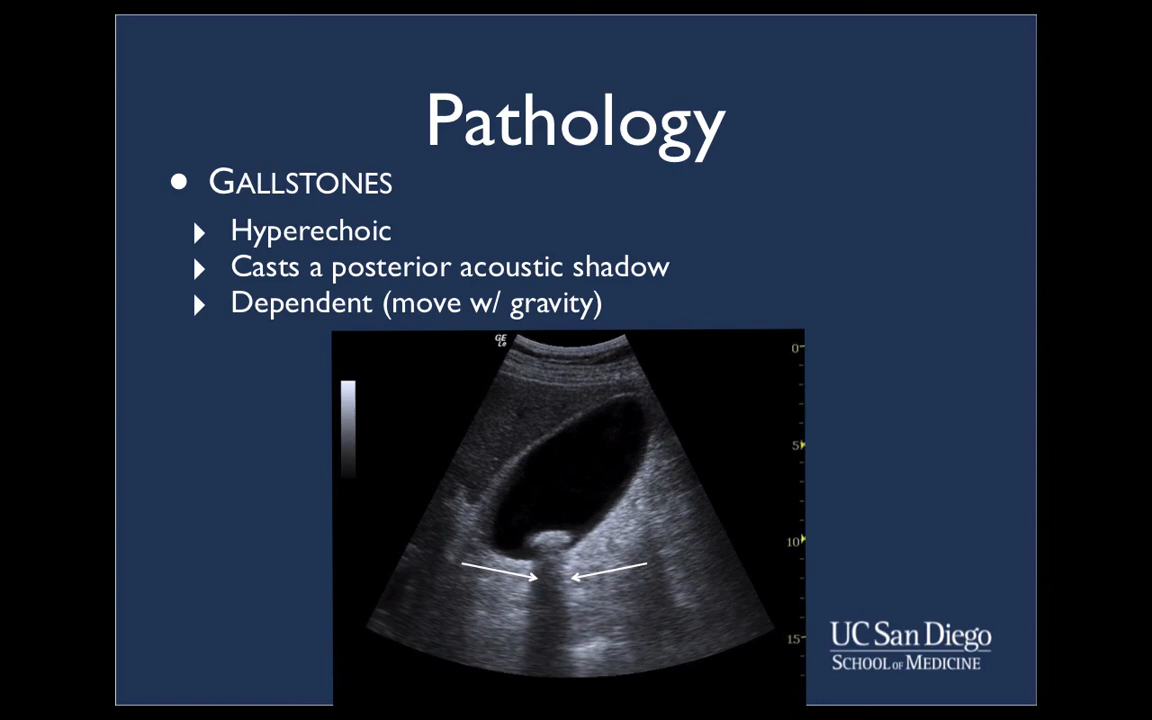 Pathology
• GALLSTONES
Hyperechoic
Casts a posterior acoustic shadow
Dependent (move w/ gravity)
GE
0
5
10
15
UC San Diego
SCHOOL OF MEDICINE